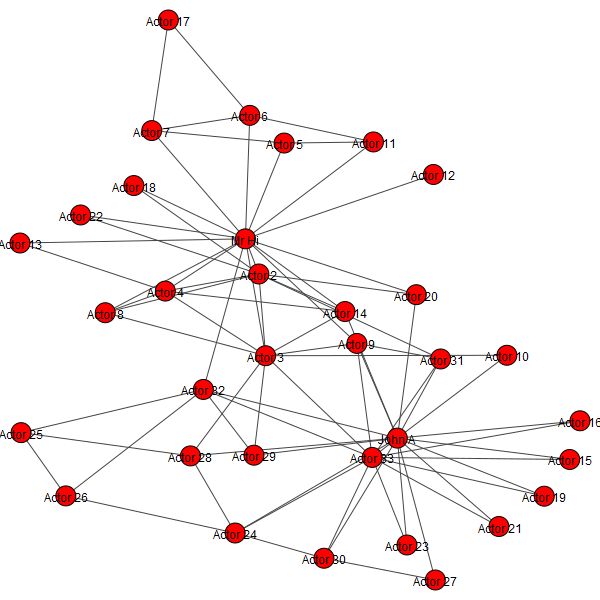 Actor 17
Actor 6
Actor 7
Actor 5
Actor 11
Actor 12
Actor 18
Actor 22
Actor 13
Mr Hi
Actor 2
Actor 4
Actor 20
Actor 8
Actor 14
Actor 9
Actor 3
Actor 31
Actor 10
Actor 32
Actor 16
Actor 25
John A
Actor 28
Actor 29
Actor 33
Actor 15
Actor 26
Actor 19
Actor 21
Actor 24
Actor 23
Actor 30
Actor 27